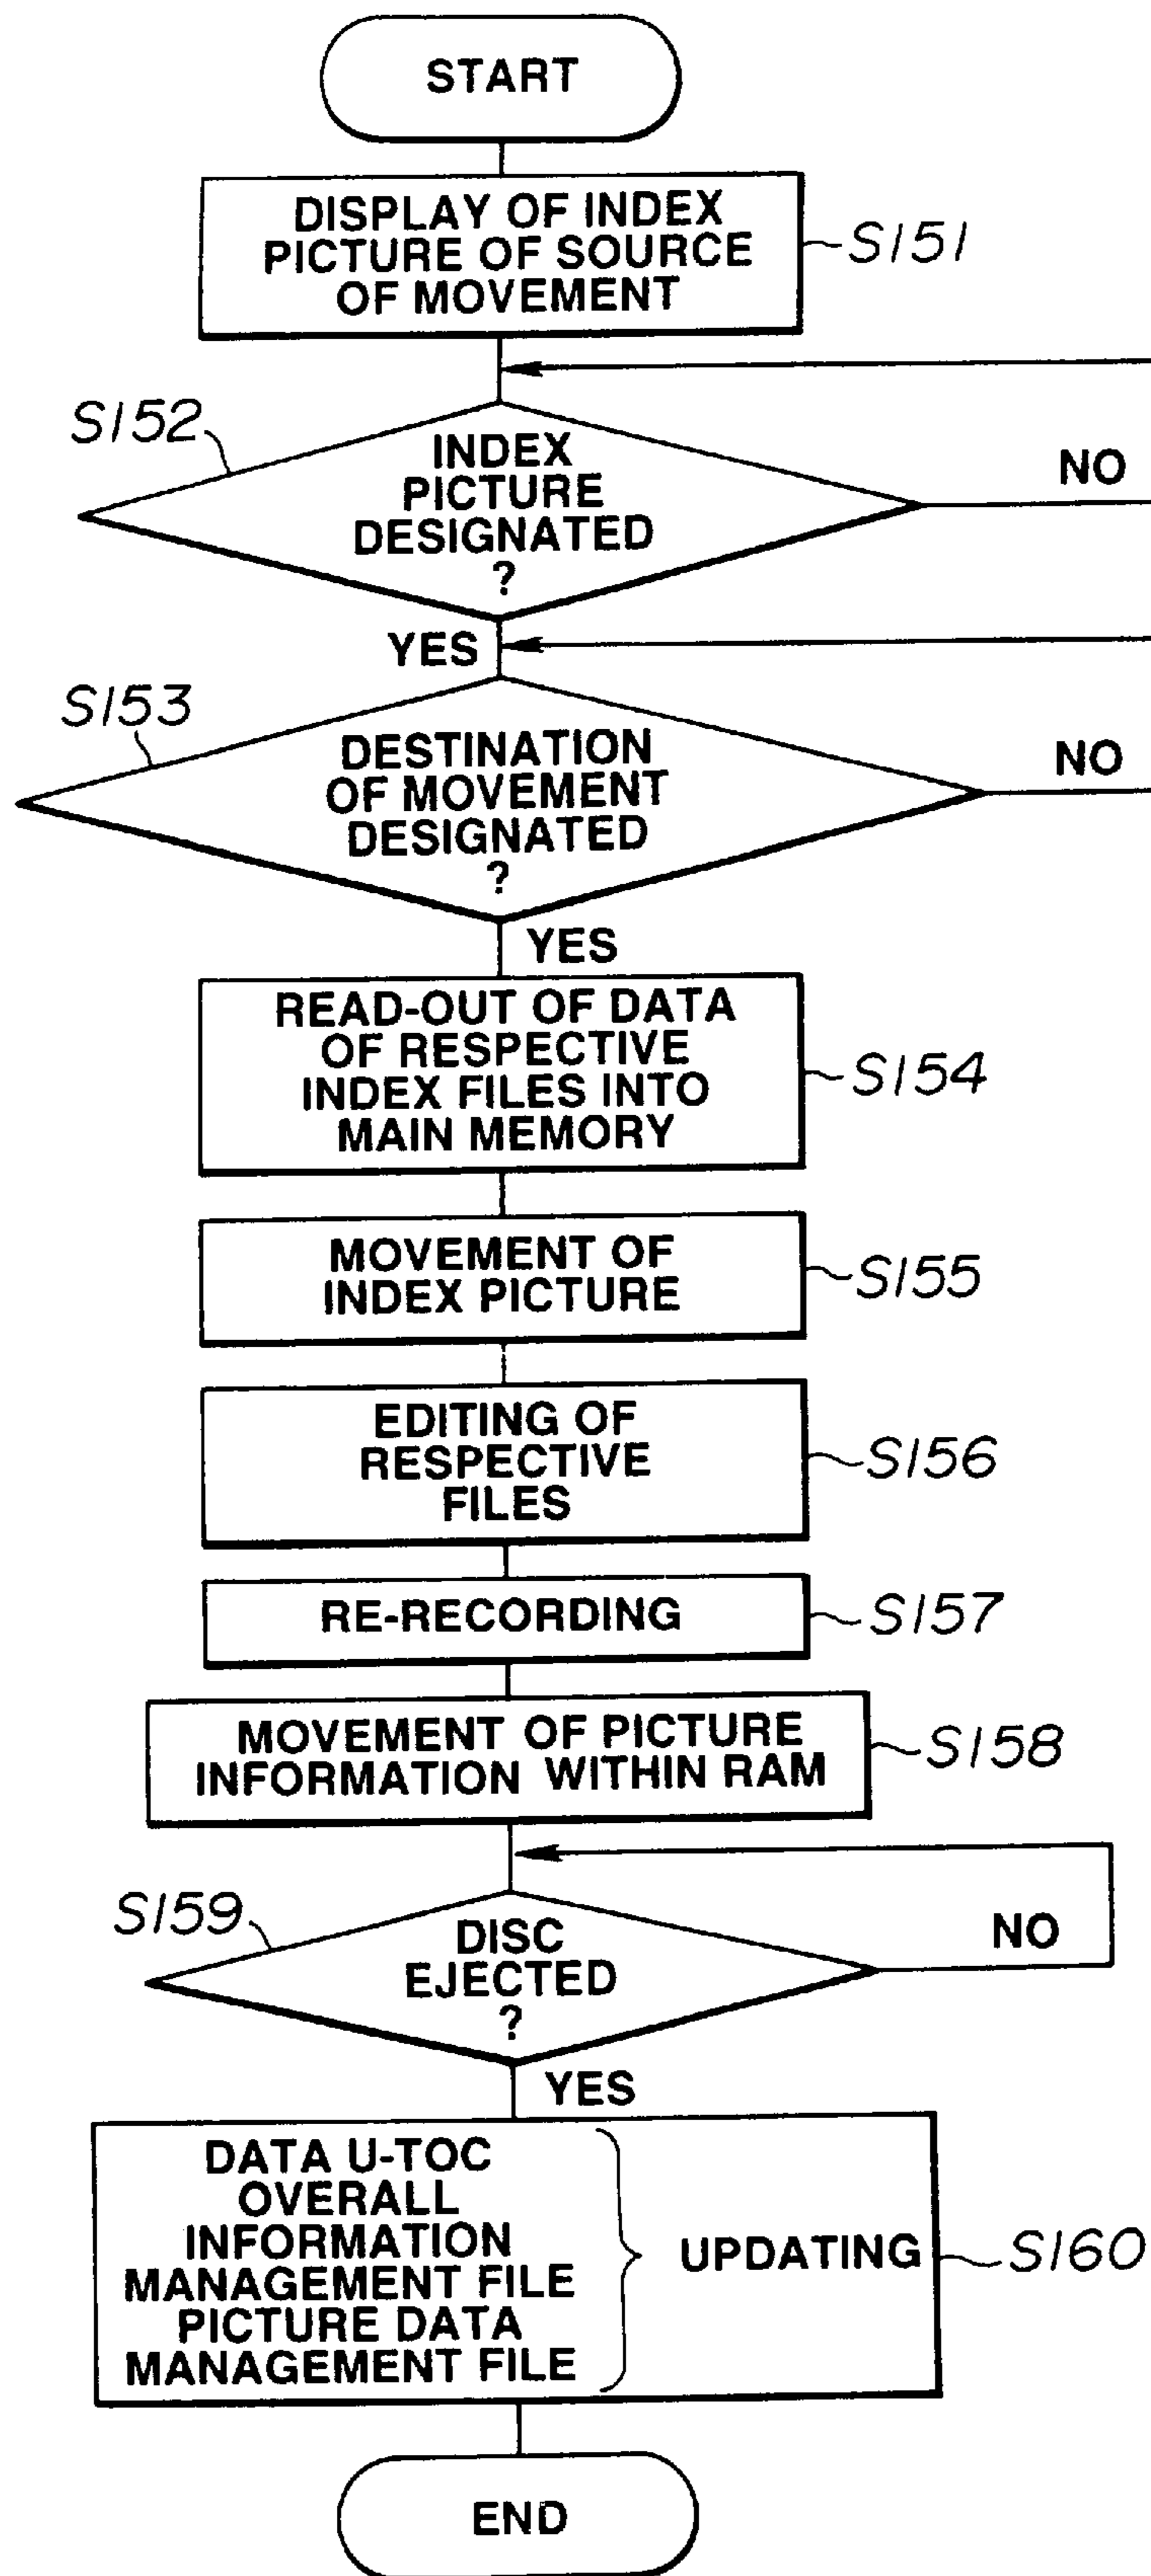 START
DISPLAY OF INDEX
PICTURE OF SOURCE
OF MOVEMENT
S151
S152
INDEX
PICTURE
DESIGNATED
?
NO
YES
S153
DESTINATION
OF MOVEMENT
DESIGNATED
?
NO
YES
READ-OUT OF DATA
OF RESPECTIVE
INDEX FILES INTO
MAIN MEMORY
S154
MOVEMENT OF
INDEX PICTURE
S155
EDITING OF
RESPECTIVE
FILES
S156
RE-RECORDING
S157
MOVEMENT OF PICTURE
INFORMATION WITHIN RAM
S158
S159
DISC
EJECTED
?
NO
YES
DATA U-TOC
OVERALL
INFORMATION
MANAGEMENT FILE
PICTURE DATA
MANAGEMENT FILE
UPDATING
S160
END